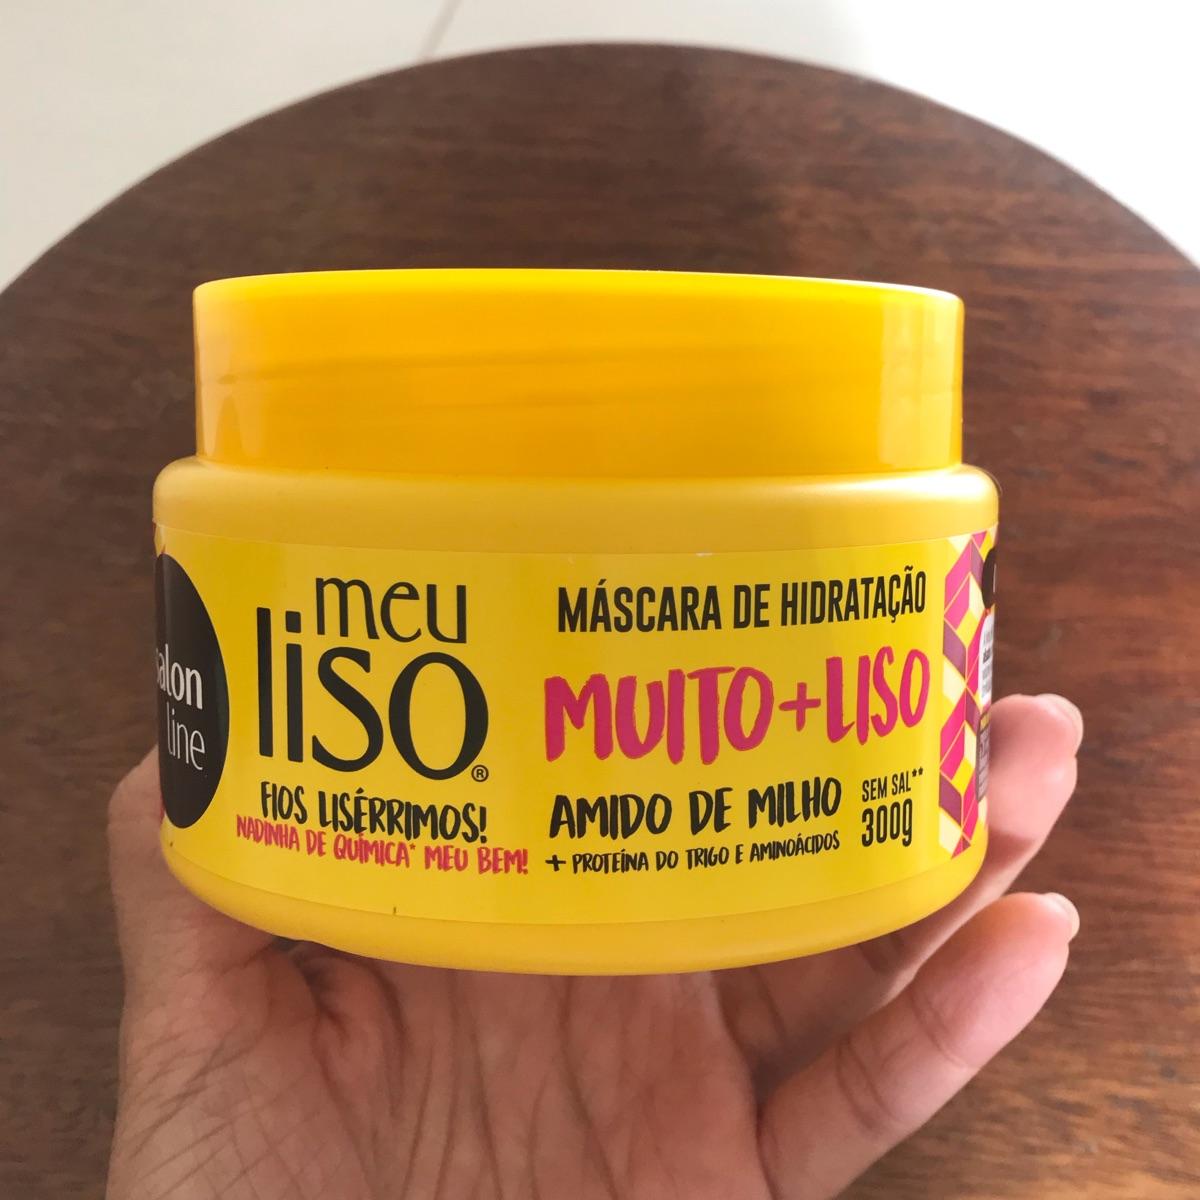 salon
line
meu
liso®
FIOS LISÉRRIMOS!
NADINHA DE QUÍMICA* MEU BEM!
MÁSCARA DE HIDRATAÇÃO
MUITO+LISO
AMIDO DE MILHO
+ PROTEÍNA DO TRIGO E AMINOÁCIDOS
SEM SAL**
300g